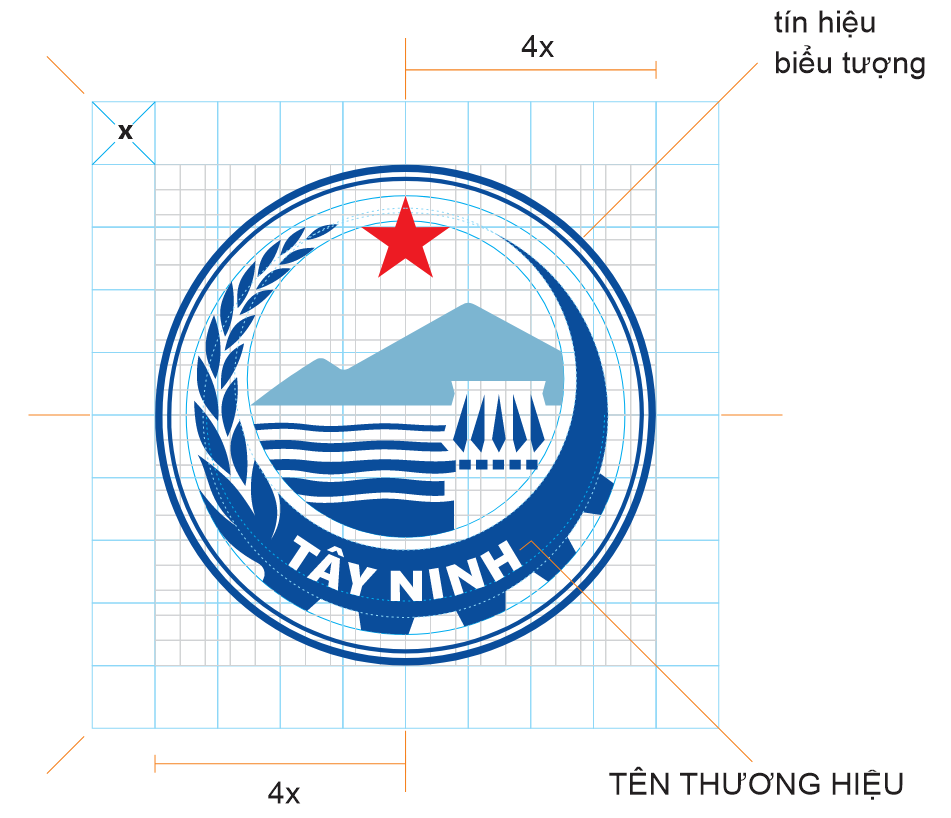 tín hiệu
biểu tượng
4x
x
TÂY NINH
TÊN THƯƠNG HIỆU
4x